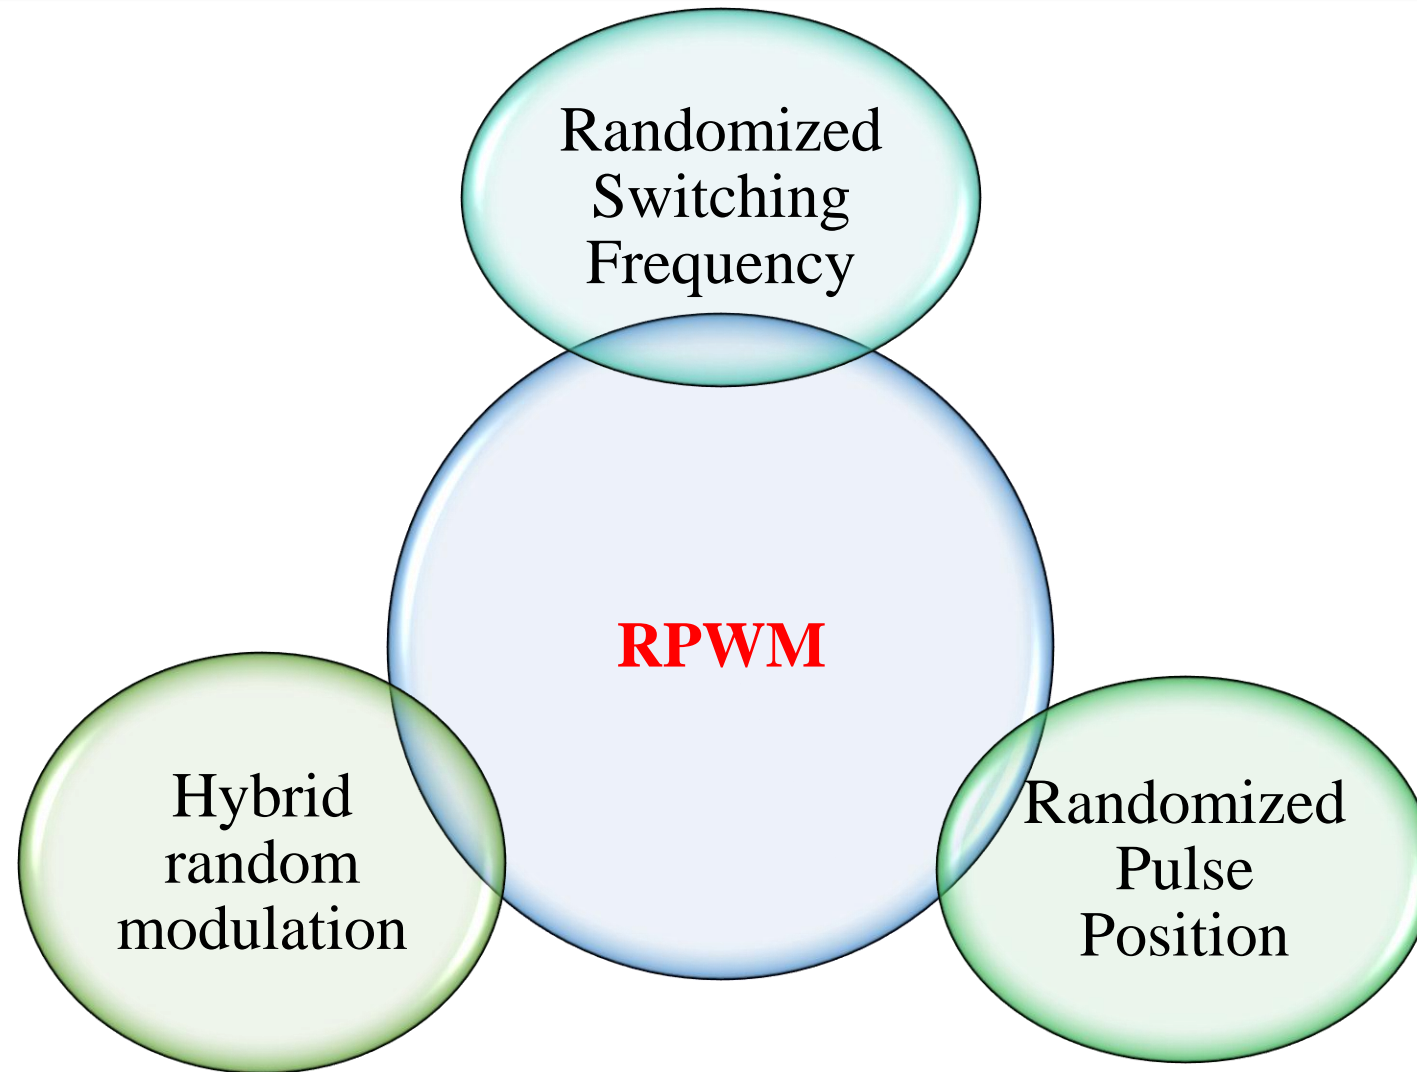 Randomized
Switching
Frequency
RPWM
Hybrid
random
modulation
Randomized
Pulse
Position